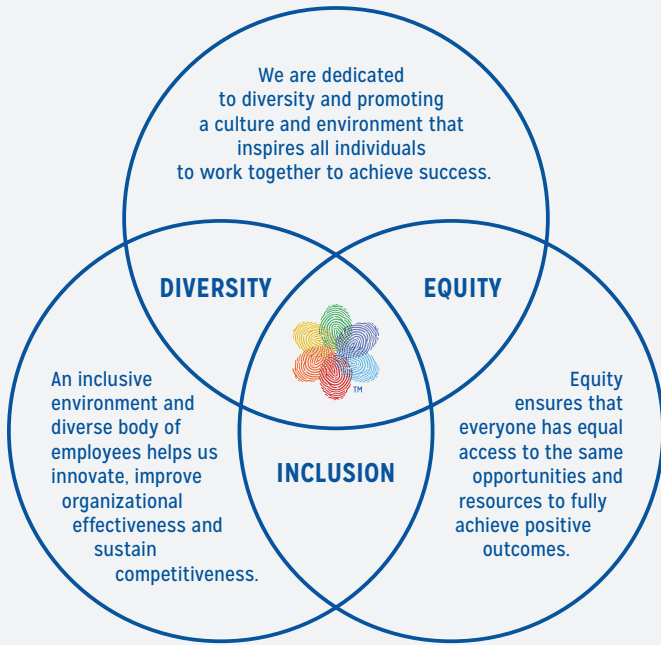 We are dedicated
to diversity and promoting
a culture and environment that
inspires all individuals
to work together to achieve success.
DIVERSITY
EQUITY
TM
An inclusive
environment and
diverse body of
employees helps us
innovate, improve
organizational
effectiveness and
sustain
competitiveness.
INCLUSION
Equity
ensures that
everyone has equal
access to the same
opportunities and
resources to fully
achieve positive
outcomes.